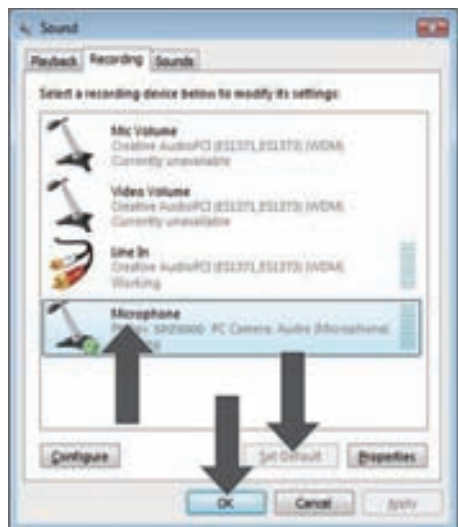 Sound
Playback Recording Sounds
Select a recording device below to modify its settings:
Mic Volume
Creative AudioPCI (ES1371,ES1373) (WDM)
Currently unavailable
Video Volume
Creative AudioPCI (ES1371,ES1373) (WDM)
Currently unavailable
Line In
Creative AudioPCI (ES1371,ES1373) (WDM)
Working
Microphone
SPZ5000 PC Camera, Audio (Microphone)
Configure Set Default Properties
OK Cancel Apply